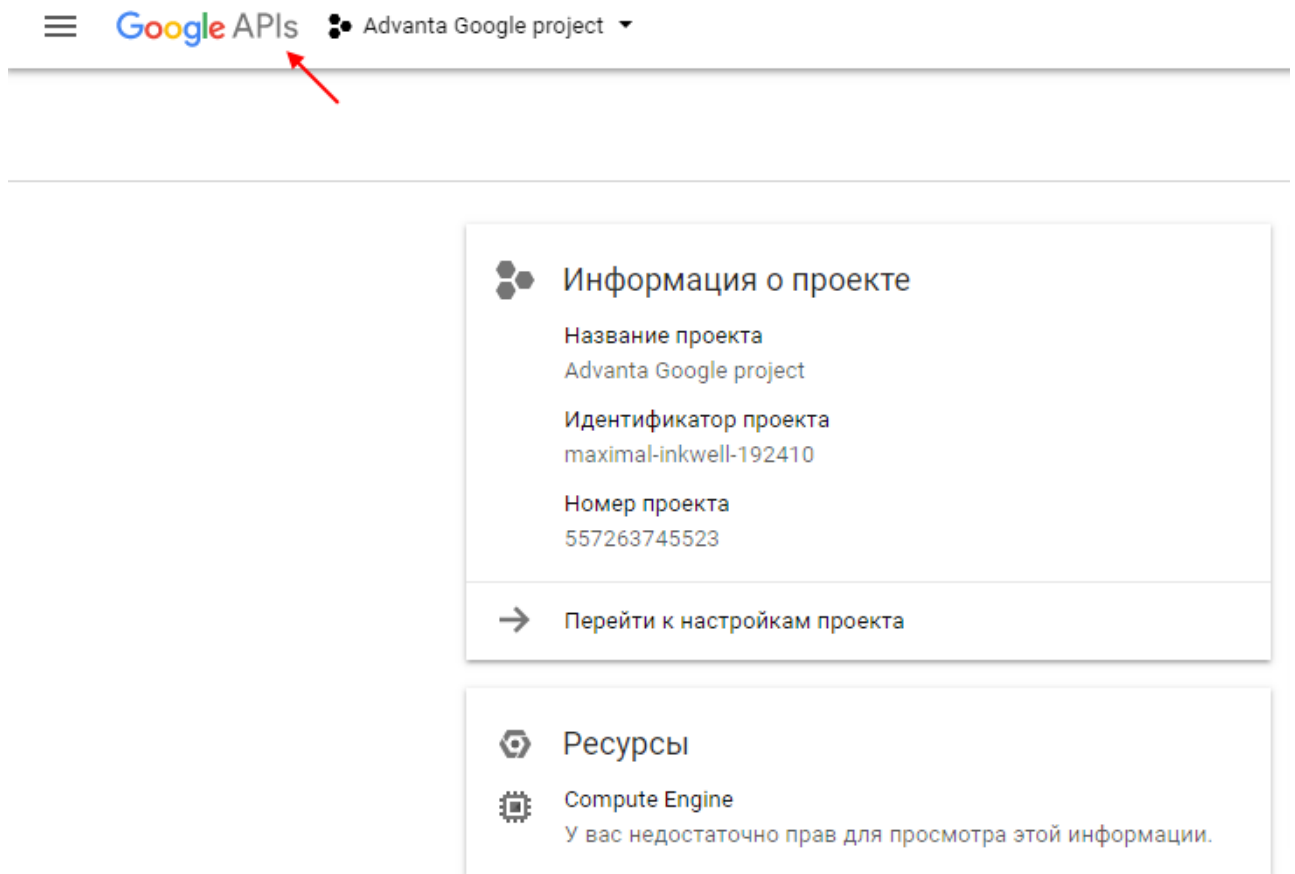 Google APIs Advanta Google project
Информация о проекте
Название проекта
Advanta Google project
Идентификатор проекта
maximal-inkwell-192410
Номер проекта
557263745523
Перейти к настройкам проекта
Ресурсы
Compute Engine
У вас недостаточно прав для просмотра этой информации.